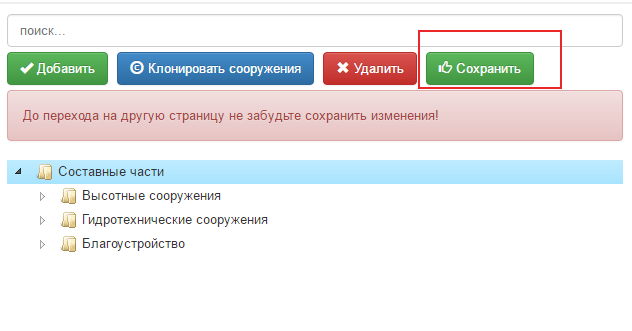 поиск...
Добавить Клонировать сооружения Удалить Сохранить
До перехода на другую страницу не забудьте сохранить изменения!
Составные части
Высотные сооружения
Гидротехнические сооружения
Благоустройство